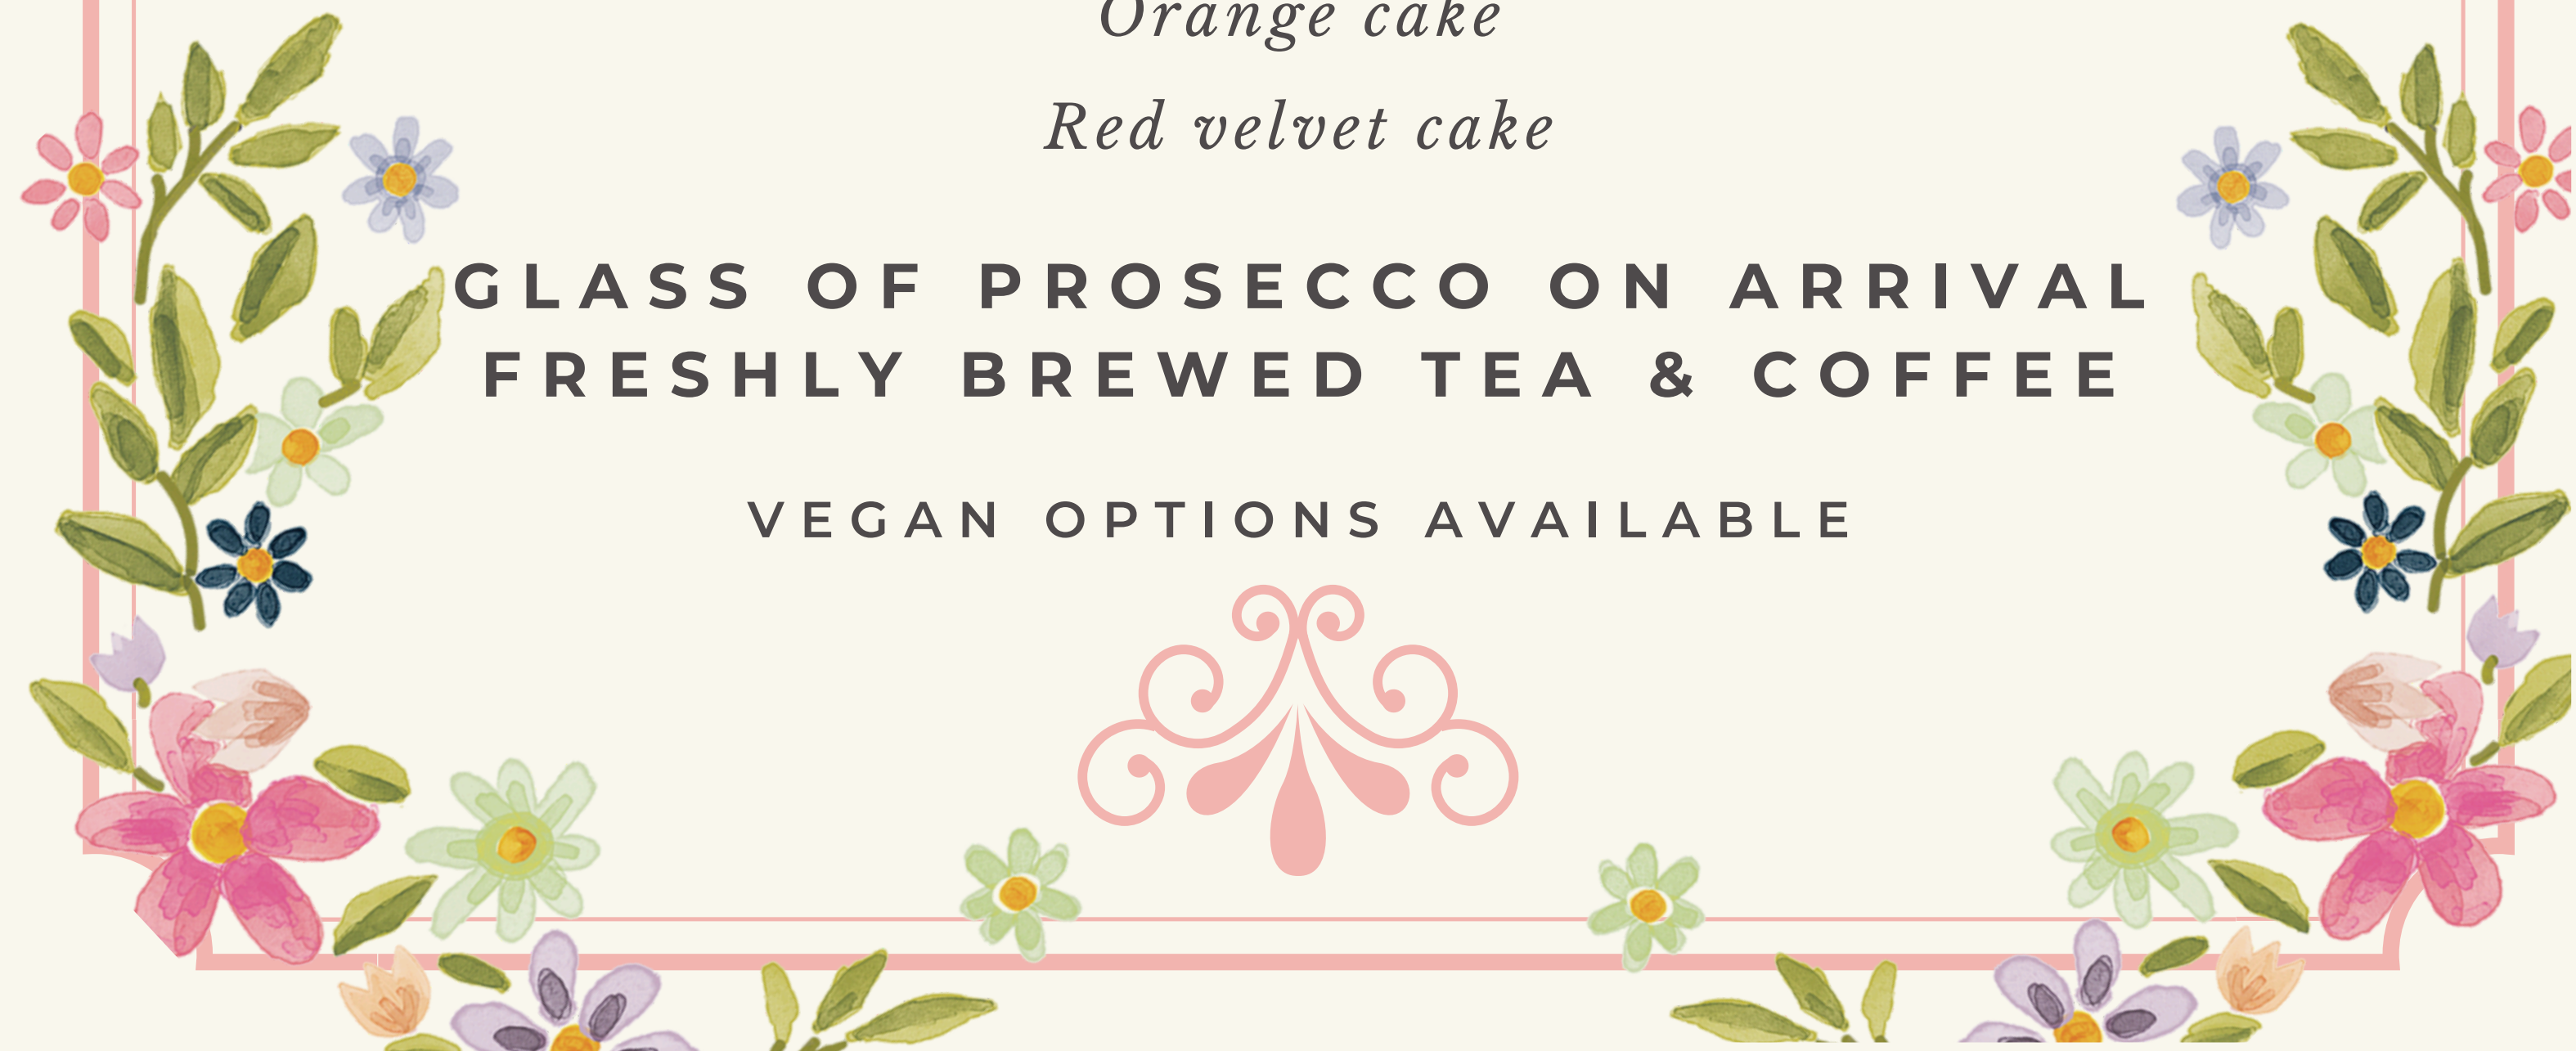 Orange cake
Red velvet cake
GLASS OF PROSECCO ON ARRIVAL
FRESHLY BREWED TEA & COFFEE
VEGAN OPTIONS AVAILABLE